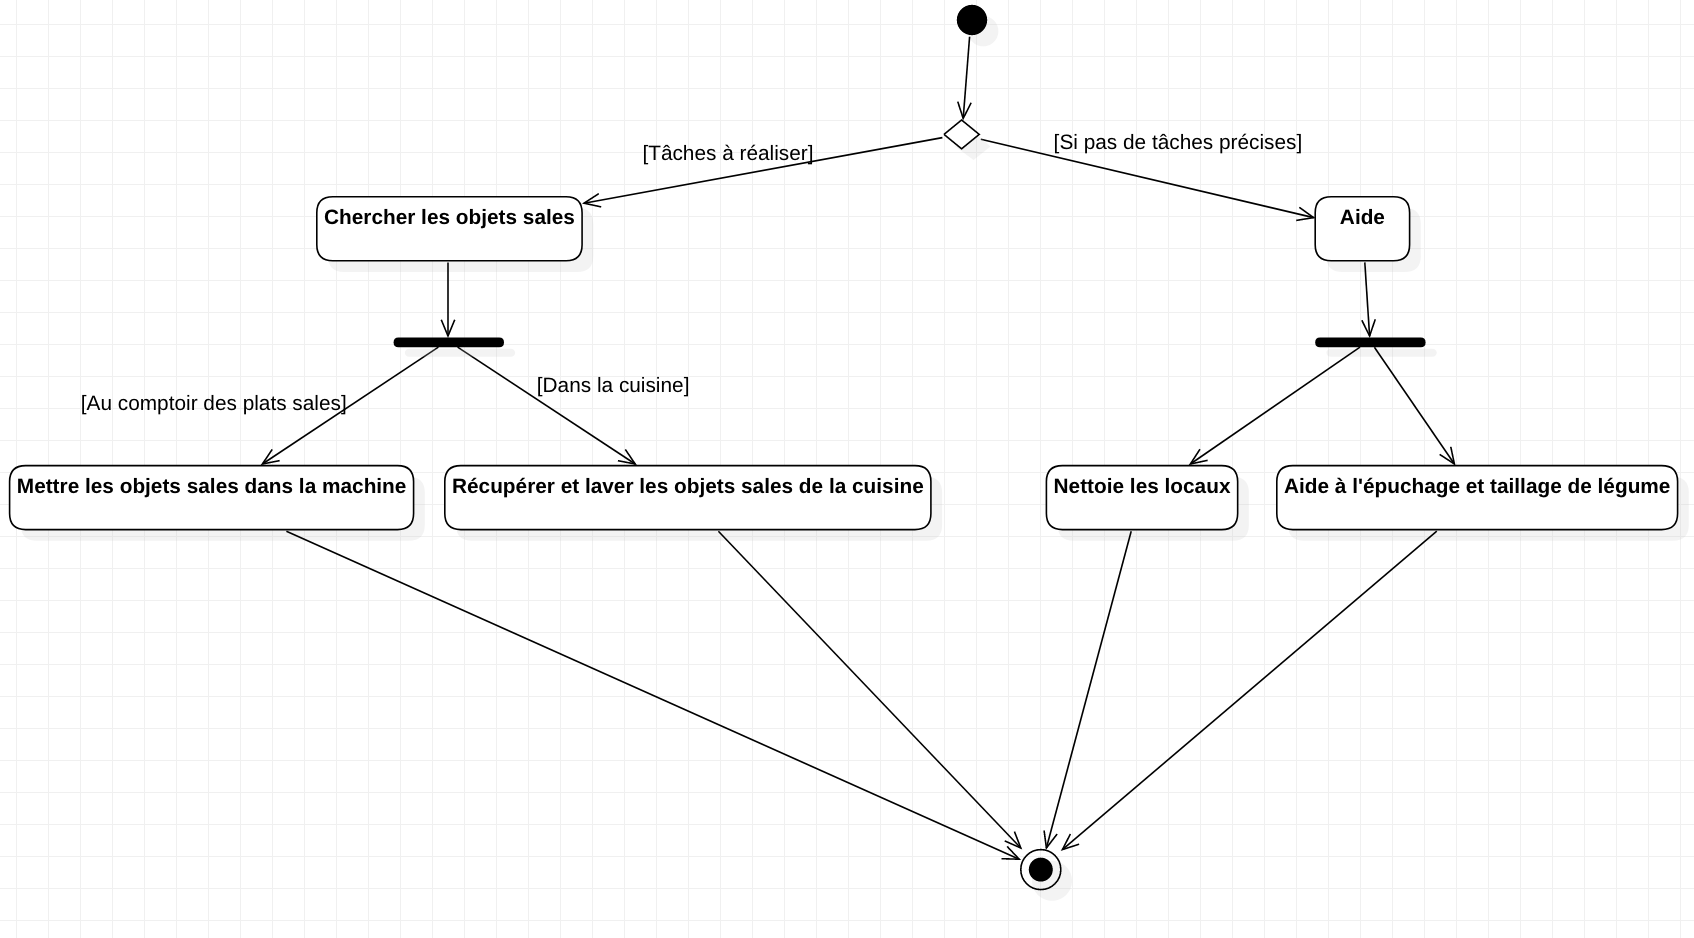 [Tâches à réaliser]
[Si pas de tâches précises]
Chercher les objets sales
Aide
[Au comptoir des plats sales]
[Dans la cuisine]
Mettre les objets sales dans la machine
Récupérer et laver les objets sales de la cuisine
Nettoie les locaux
Aide à l'épuchage et taillage de légume